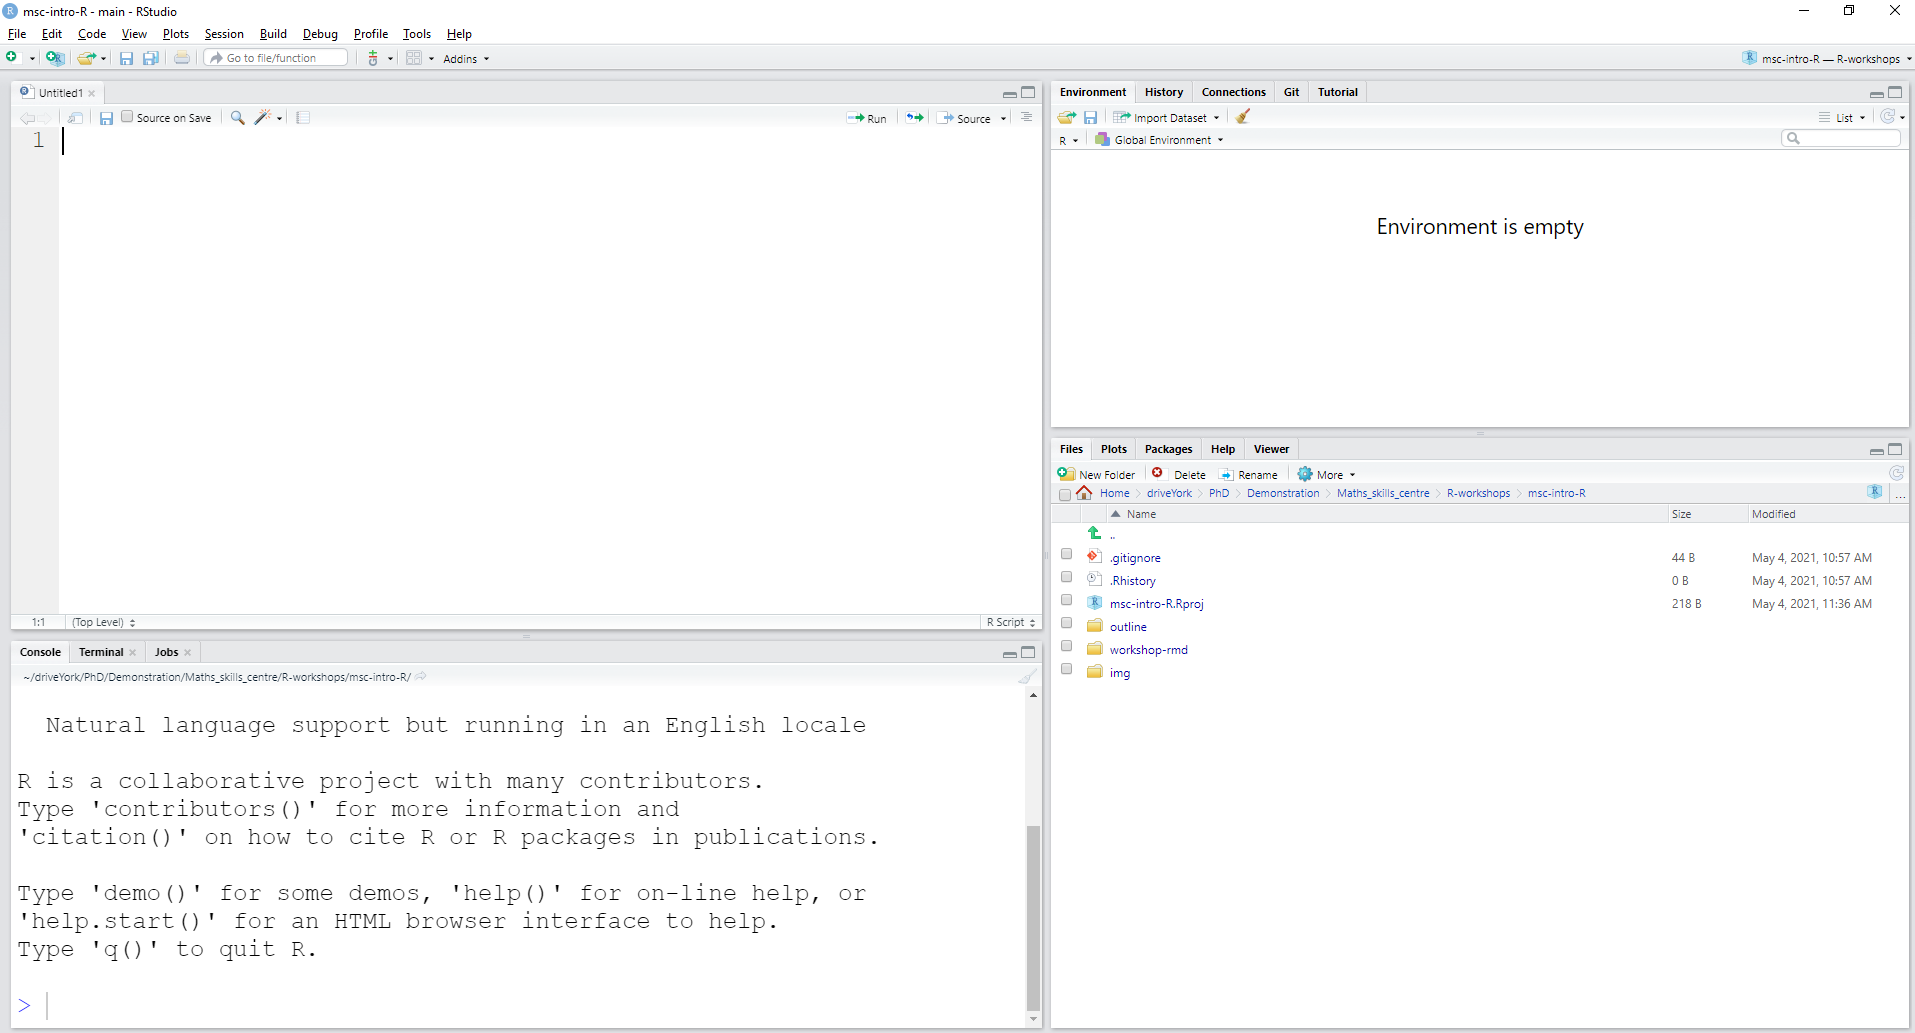 msc-intro-R - main - RStudio
File Edit Code View Plots Session Build Debug Profile Tools Help
Go to file/function Addins msc-intro-R — R-workshops
Untitled1
Source on Save Run Source
1
1:1 (Top Level) R Script
Console Terminal Jobs
~/driveYork/PhD/Demonstration/Maths_skills_centre/R-workshops/msc-intro-R/
Natural language support but running in an English locale
R is a collaborative project with many contributors.
Type 'contributors()' for more information and
'citation()' on how to cite R or R packages in publications.
Type 'demo()' for some demos, 'help()' for on-line help, or
'help.start()' for an HTML browser interface to help.
Type 'q()' to quit R.
>
Environment History Connections Git Tutorial
Import Dataset List
R Global Environment
Environment is empty
Files Plots Packages Help Viewer
New Folder Delete Rename More
Home driveYork PhD Demonstration Maths_skills_centre R-workshops msc-intro-R ...
Name Size Modified
..
.gitignore 44 B May 4, 2021, 10:57 AM
.Rhistory 0 B May 4, 2021, 10:57 AM
msc-intro-R.Rproj 218 B May 4, 2021, 11:36 AM
outline
workshop-rmd
img